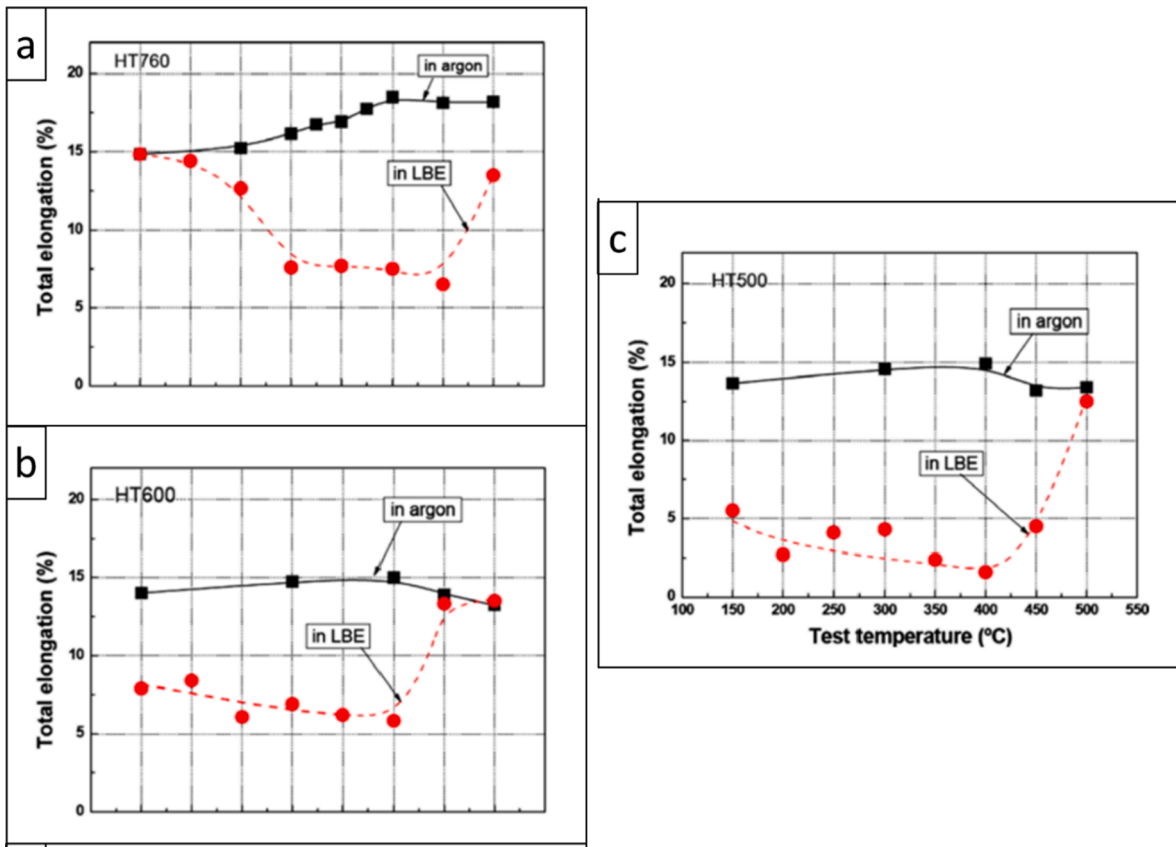 a
HT760
in argon
in LBE
Total elongation (%)
20
15
10
5
0
b
HT600
in argon
in LBE
Total elongation (%)
20
15
10
5
0
c
HT500
in argon
in LBE
Total elongation (%)
20
15
10
5
0
100 150 200 250 300 350 400 450 500 550
Test temperature (ºC)